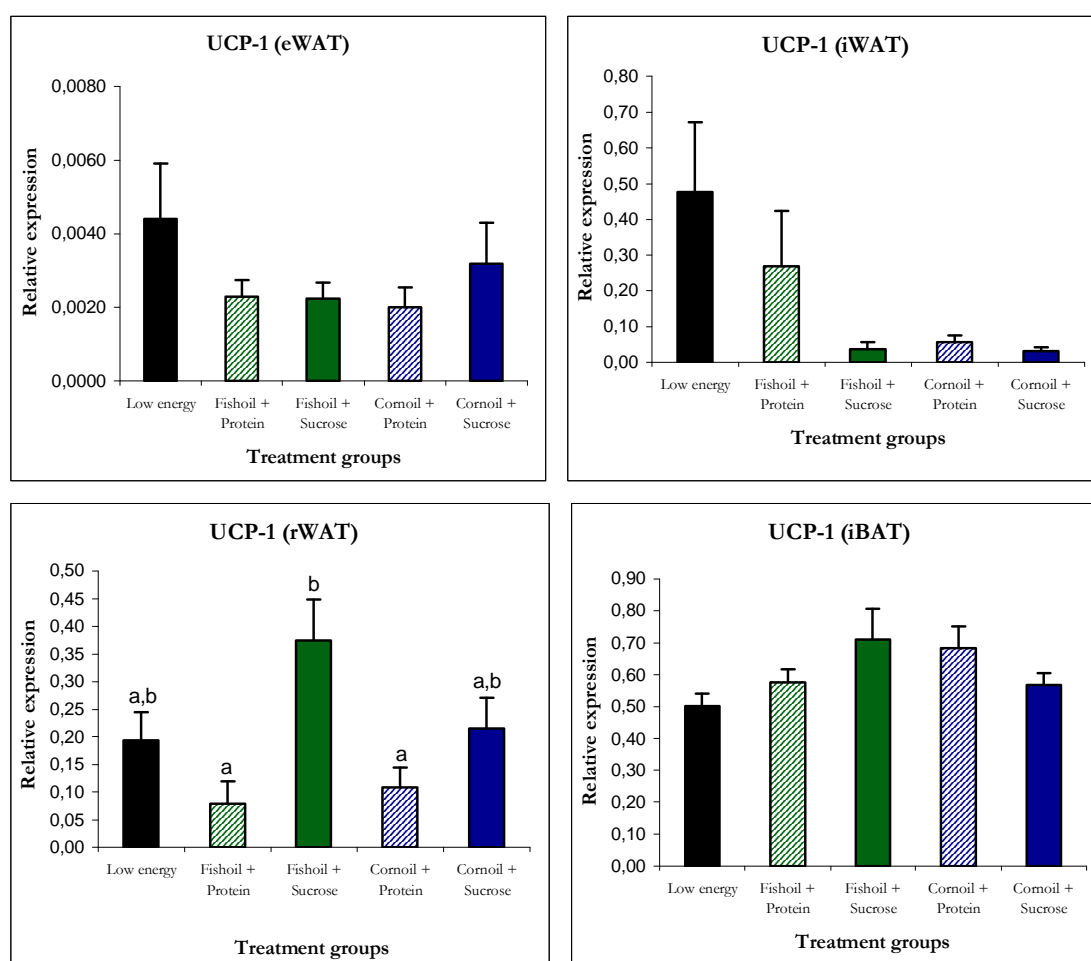 UCP-1 (eWAT)
Relative expression
0,0080
0,0060
0,0040
0,0020
0,0000
Low energy
Fishoil +
Protein
Fishoil +
Sucrose
Cornoil +
Protein
Cornoil +
Sucrose
Treatment groups
UCP-1 (iWAT)
Relative expression
0,80
0,70
0,60
0,50
0,40
0,30
0,20
0,10
0,00
Low energy
Fishoil +
Protein
Fishoil +
Sucrose
Cornoil +
Protein
Cornoil +
Sucrose
Treatment groups
UCP-1 (rWAT)
Relative expression
0,50
0,45
0,40
0,35
0,30
0,25
0,20
0,15
0,10
0,05
0,00
a,b
a
b
a
a,b
Low energy
Fishoil +
Protein
Fishoil +
Sucrose
Cornoil +
Protein
Cornoil +
Sucrose
Treatment groups
UCP-1 (iBAT)
Relative expression
0,90
0,80
0,70
0,60
0,50
0,40
0,30
0,20
0,10
0,00
Low energy
Fishoil +
Protein
Fishoil +
Sucrose
Cornoil +
Protein
Cornoil +
Sucrose
Treatment groups